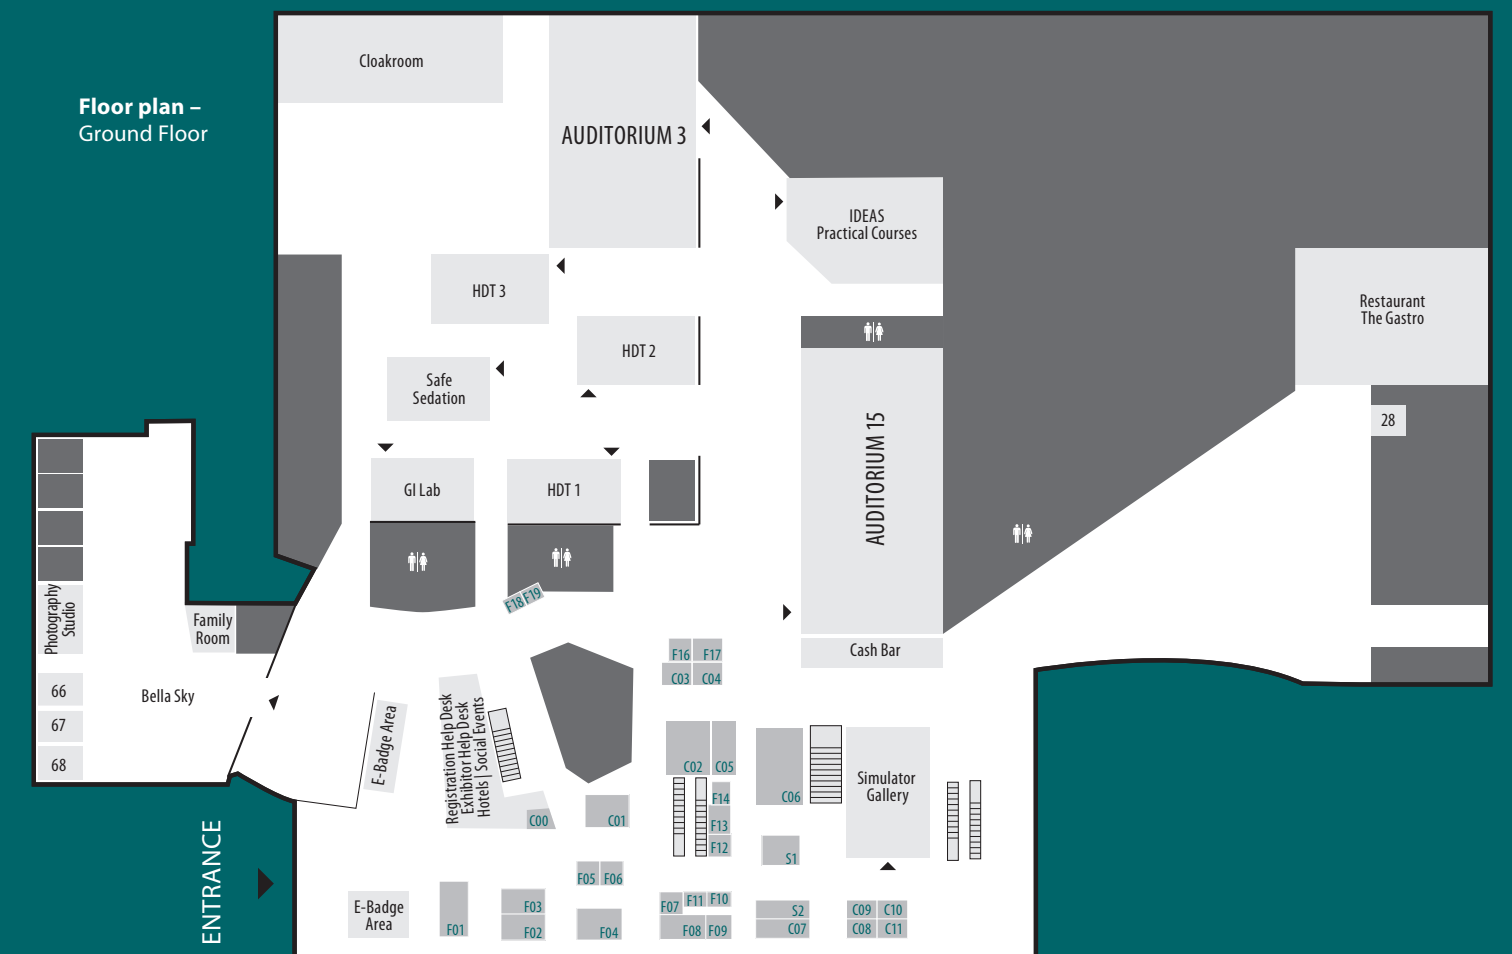 Floor plan –
Ground Floor
Cloakroom
AUDITORIUM 3
IDEAS
Practical Courses
HDT 3
HDT 2
Safe
Sedation
Restaurant
The Gastro
28
AUDITORIUM 15
GI Lab
HDT 1
F18
F19
Photography
Studio
Family
Room
66
67
68
Bella Sky
Cash Bar
F16
F17
C03
C04
E-Badge Area
Registration Help Desk
Exhibitor Help Desk
Hotels | Social Events
C00
C01
C02
C05
C06
F14
F13
F12
Simulator
Gallery
S1
ENTRANCE
E-Badge
Area
F01
F03
F02
F05
F06
F04
F07
F11
F10
F08
F09
S2
C07
C09
C10
C08
C11